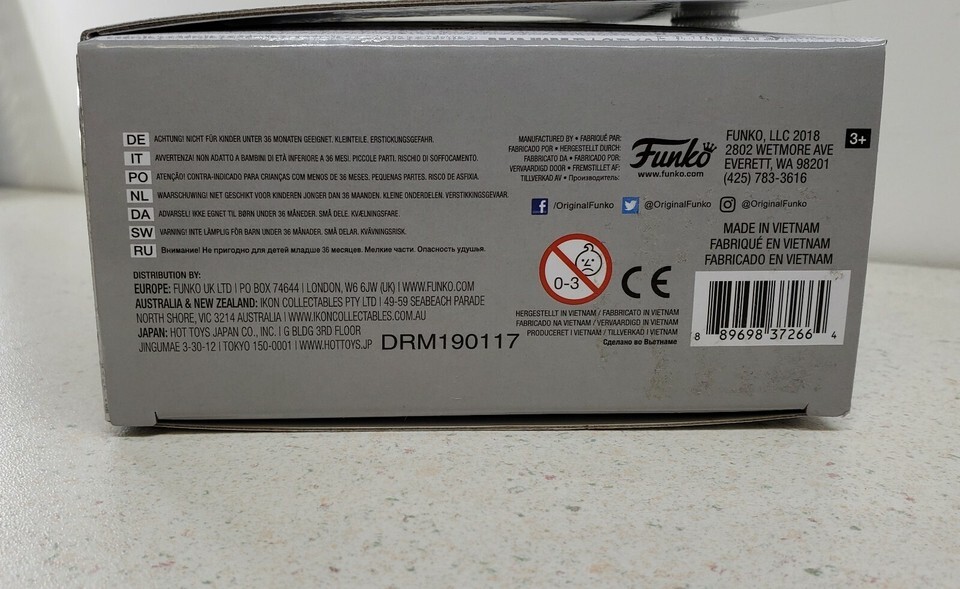 DE ACHTUNG! NICHT FÜR KINDER UNTER 36 MONATEN GEEIGNET. KLEINTEILE. ERSTICKUNGSGEFAHR.
IT AVVERTENZA! NON ADATTO A BAMBINI DI ETÀ INFERIORE A 36 MESI. PICCOLE PARTI. RISCHIO DI SOFFOCAMENTO.
PO ATENÇÃO! CONTRA-INDICADO PARA CRIANÇAS COM MENOS DE 36 MESES. PEQUENAS PARTES. RISCO DE ASFIXIA.
NL WAARSCHUWING! NIET GESCHIKT VOOR KINDEREN JONGER DAN 36 MAANDEN. KLEINE ONDERDELEN. VERSTIKKINGSGEVAAR.
DA ADVARSEL! IKKE EGNET TIL BØRN UNDER 36 MÅNEDER. SMÅ DELE. KVÆLNINGSFARE.
SW VARNING! INTE LÄMPLIG FÖR BARN UNDER 36 MÅNADER. SMÅ DELAR. KVÄVNINGSRISK.
RU Внимание! Не пригодно для детей младше 36 месяцев. Мелкие части. Опасность удушья.
DISTRIBUTION BY:
EUROPE: FUNKO UK LTD | PO BOX 74644 | LONDON, W6 6JW (UK) | WWW.FUNKO.COM
AUSTRALIA & NEW ZEALAND: IKON COLLECTABLES PTY LTD | 49-59 SEABEACH PARADE
NORTH SHORE, VIC 3214 AUSTRALIA | WWW.IKONCOLLECTABLES.COM.AU
JAPAN: HOT TOYS JAPAN CO., INC. | G BLDG 3RD FLOOR
JINGUMAE 3-30-12 | TOKYO 150-0001 | WWW.HOTTOYS.JP
DRM190117
MANUFACTURED BY • FABRIQUÉ PAR:
FABRICADO POR • HERGESTELLT DURCH:
FABRICATO DA • FABRICADO POR:
VERVAARDIGD DOOR • FREMSTILLET AF:
TILLVERKAD AV • Производитель:
Funko
www.funko.com
FUNKO, LLC 2018
2802 WETMORE AVE
EVERETT, WA 98201
(425) 783-3616
3+
f /OriginalFunko @OriginalFunko @OriginalFunko
0-3
CE
HERGESTELLT IN VIETNAM / FABBRICATO IN VIETNAM
FABRICADO NA VIETNAM / VERVAARDIGD IN VIETNAM
PRODUCERET I VIETNAM / TILLVERKAD I VIETNAM
Сделано во Вьетнаме
MADE IN VIETNAM
FABRIQUÉ EN VIETNAM
FABRICADO EN VIETNAM
8 89698 37266 4